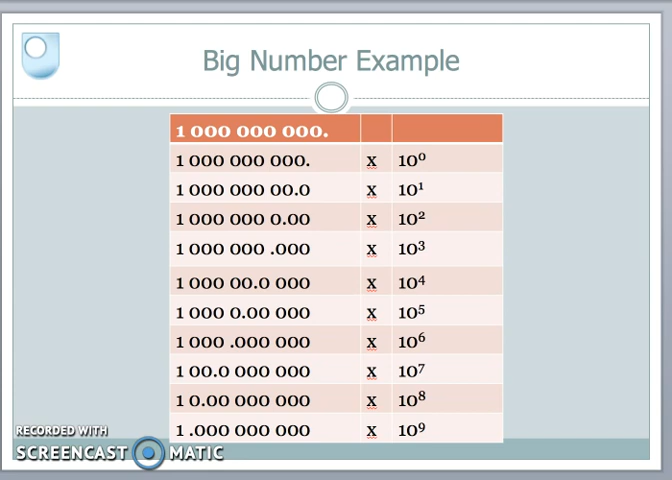 Big Number Example
1 000 000 000.
1 000 000 000. x 10⁰
1 000 000 00.0 x 10¹
1 000 000 0.00 x 10²
1 000 000 .000 x 10³
1 000 00.0 000 x 10⁴
1 000 0.00 000 x 10⁵
1 000 .000 000 x 10⁶
1 00.0 000 000 x 10⁷
1 0.00 000 000 x 10⁸
1 .000 000 000 x 10⁹
RECORDED WITH
SCREENCAST MATIC